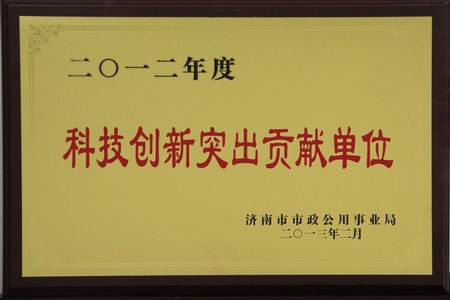 二〇一二年度
科技创新突出贡献单位
济南市市政公用事业局
二〇一三年二月